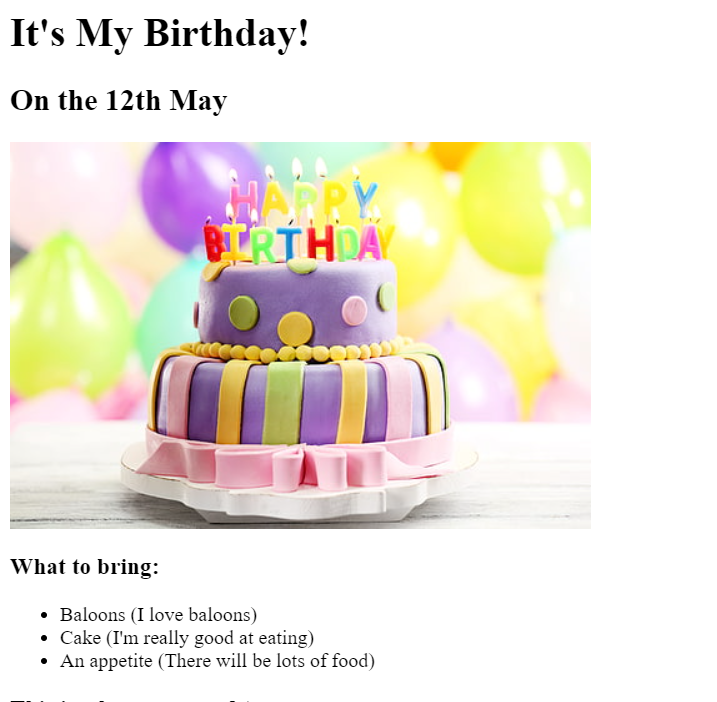 It's My Birthday!
On the 12th May
HAPPY
BIRTHDAY
What to bring:
Baloons (I love baloons)
Cake (I'm really good at eating)
An appetite (There will be lots of food)